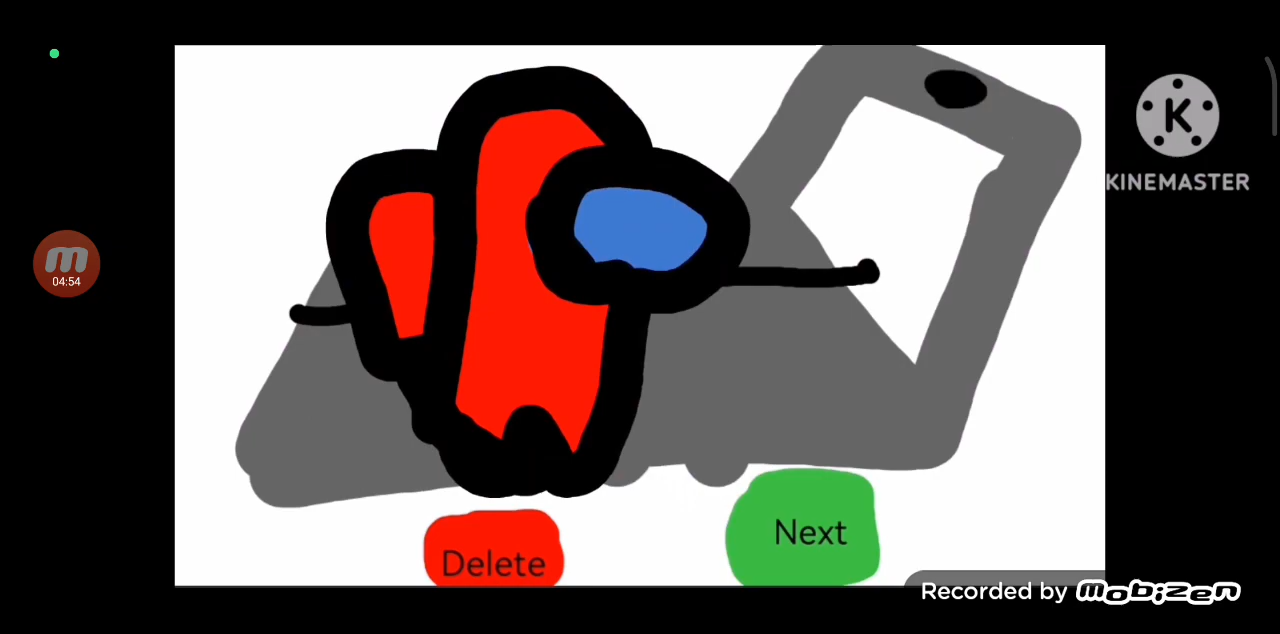 K
KINEMASTER
m
04:54
Next
Delete
Recorded by mobizen